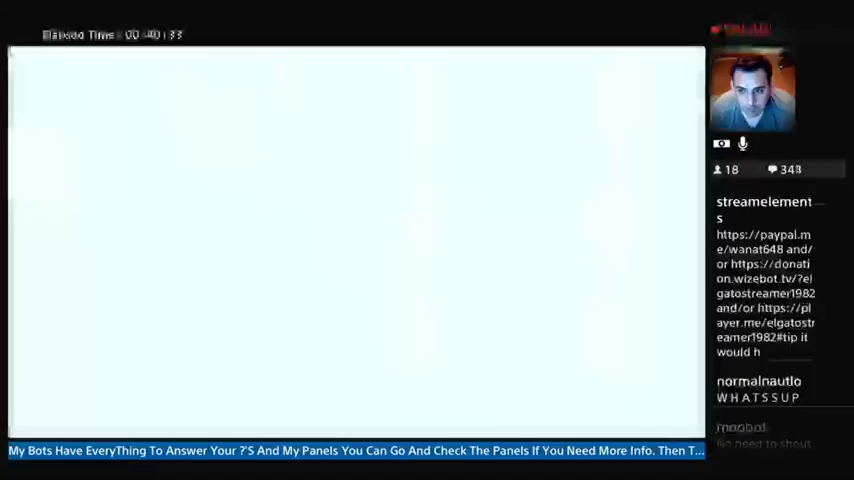 Elapsed Time : 00:40:33
18
348
streamelement
s
https://paypal.m
e/wanat648 and/
or https://donati
on.wizebot.tv/?el
gatostreamer1982
and/or https://pl
ayer.me/elgatostr
eamer1982#tip it
would h
normalnautlo
W H A T S S U P
moobot
No need to shout
My Bots Have EveryThing To Answer Your ?'S And My Panels You Can Go And Check The Panels If You Need More Info. Then T...